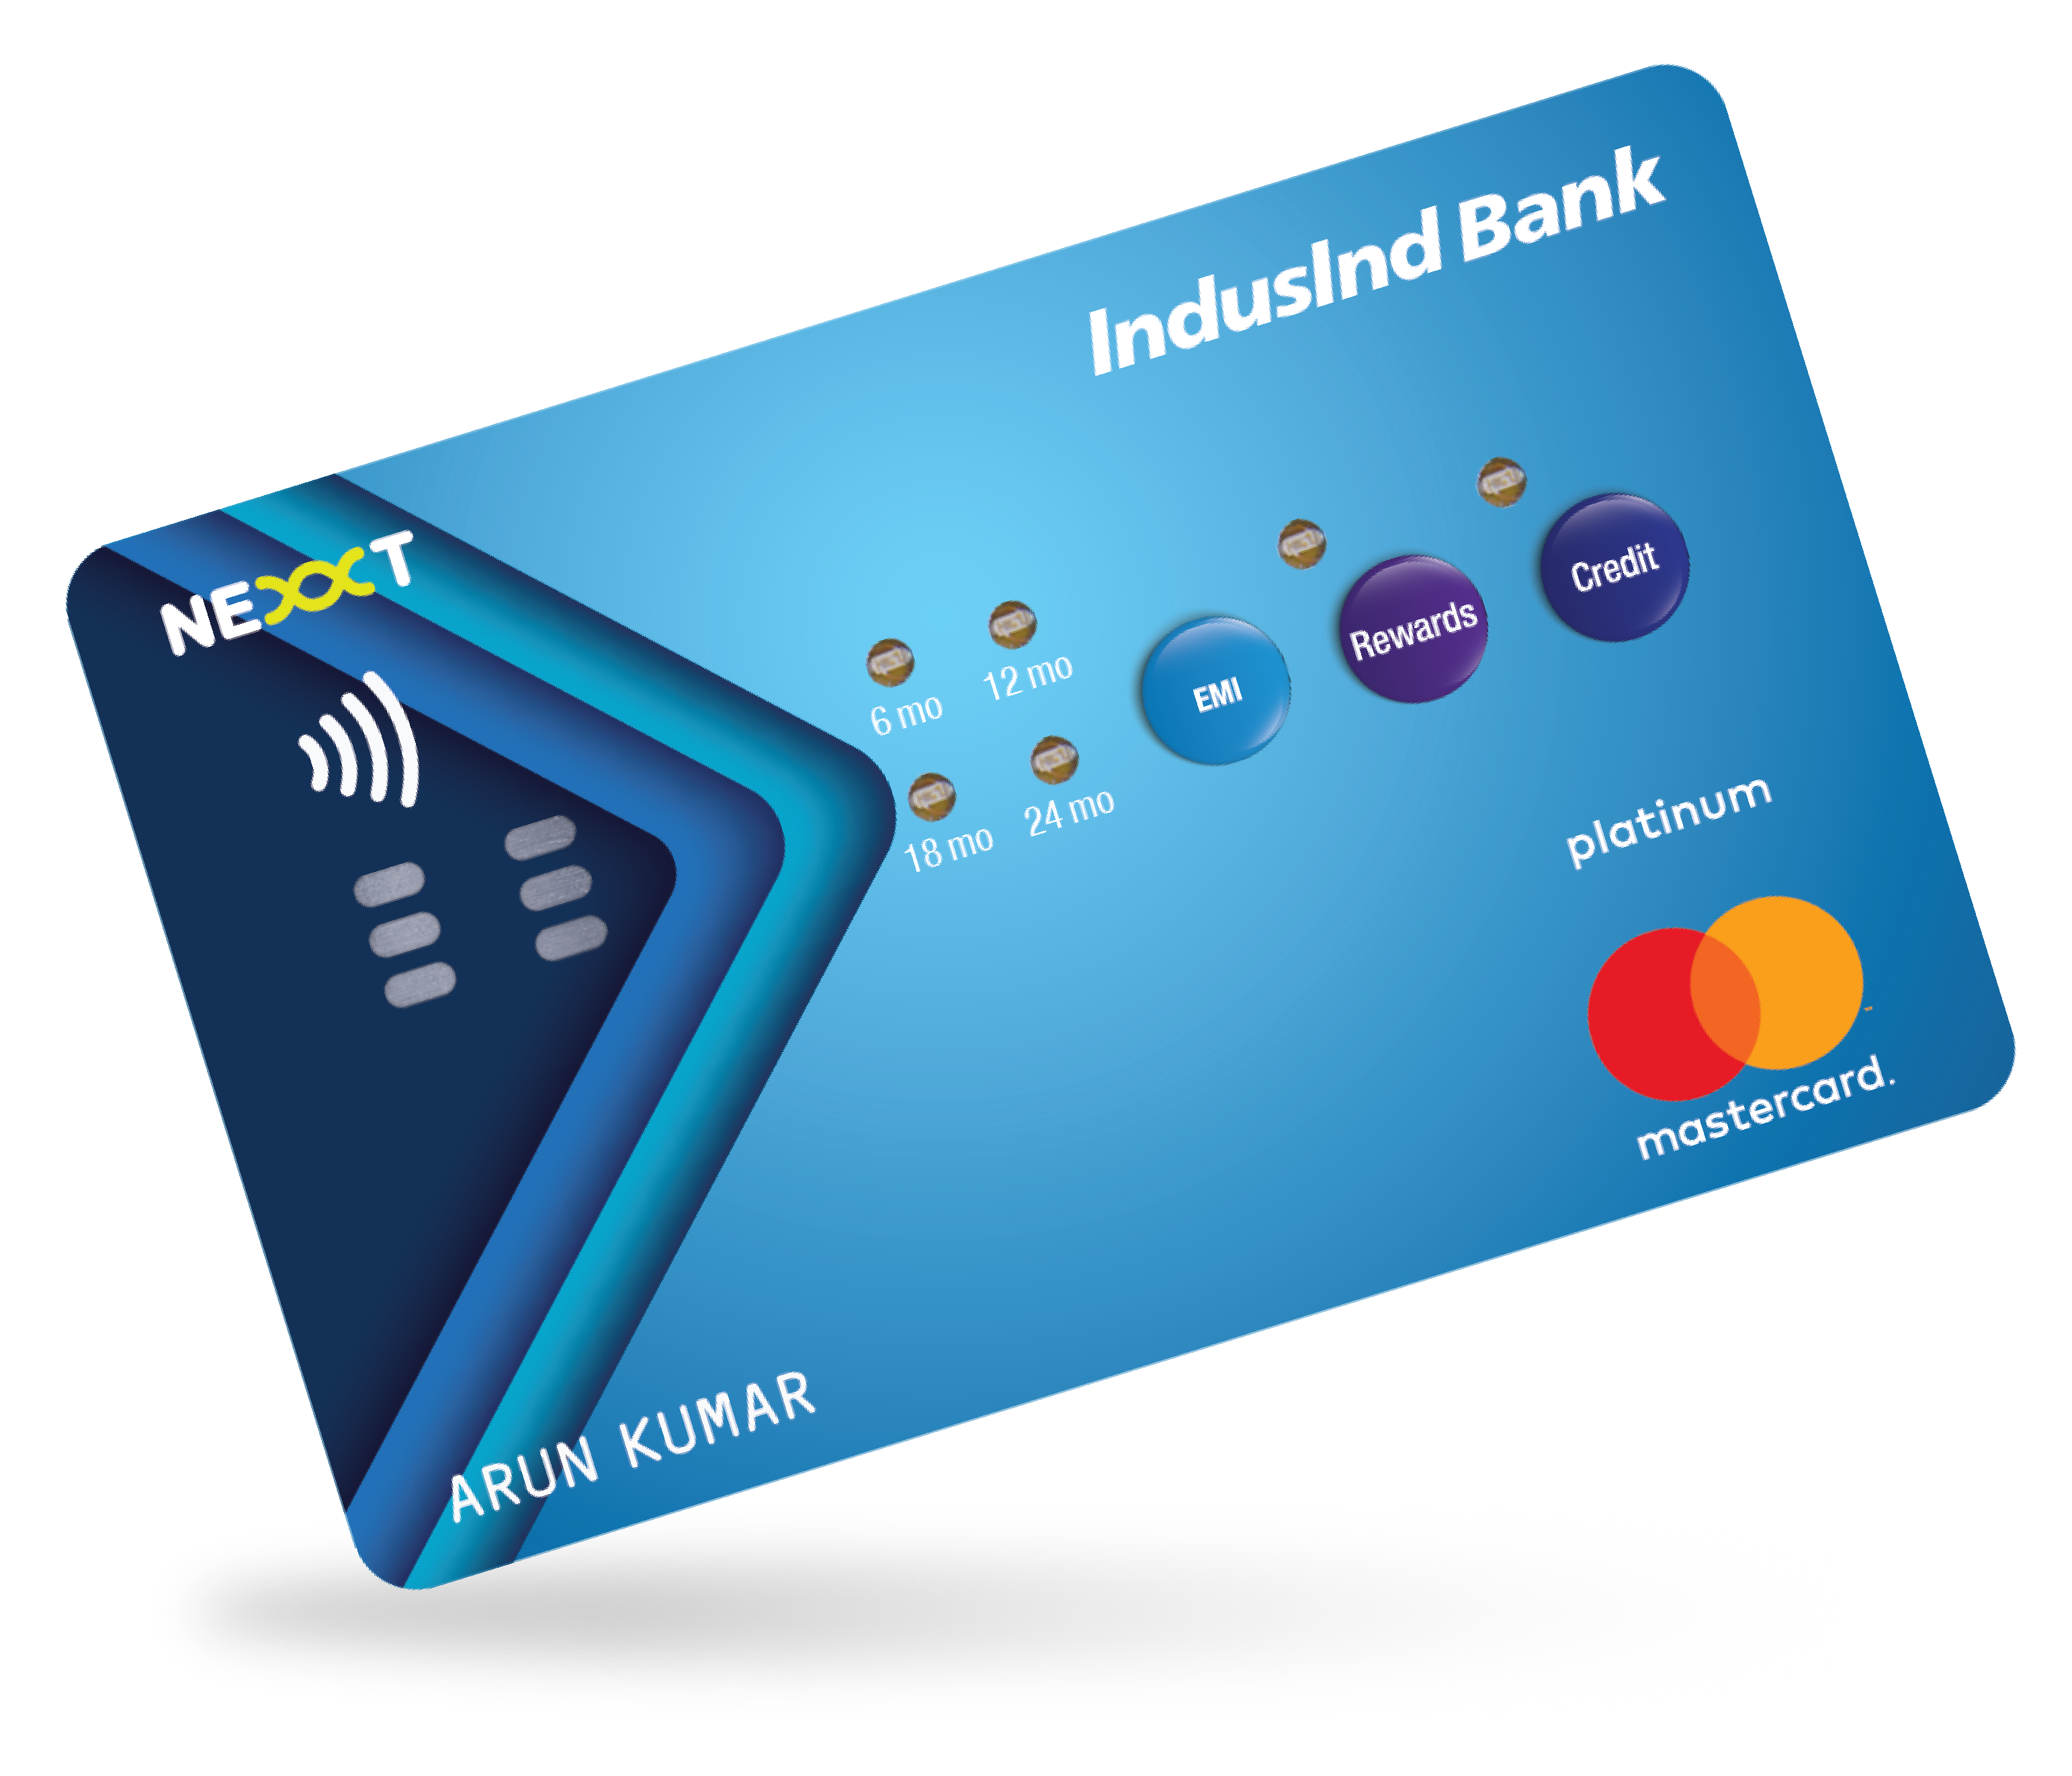 IndusInd Bank
NEXXT
Credit
Rewards
EMI
6 mo
12 mo
18 mo
24 mo
platinum
mastercard.
ARUN KUMAR